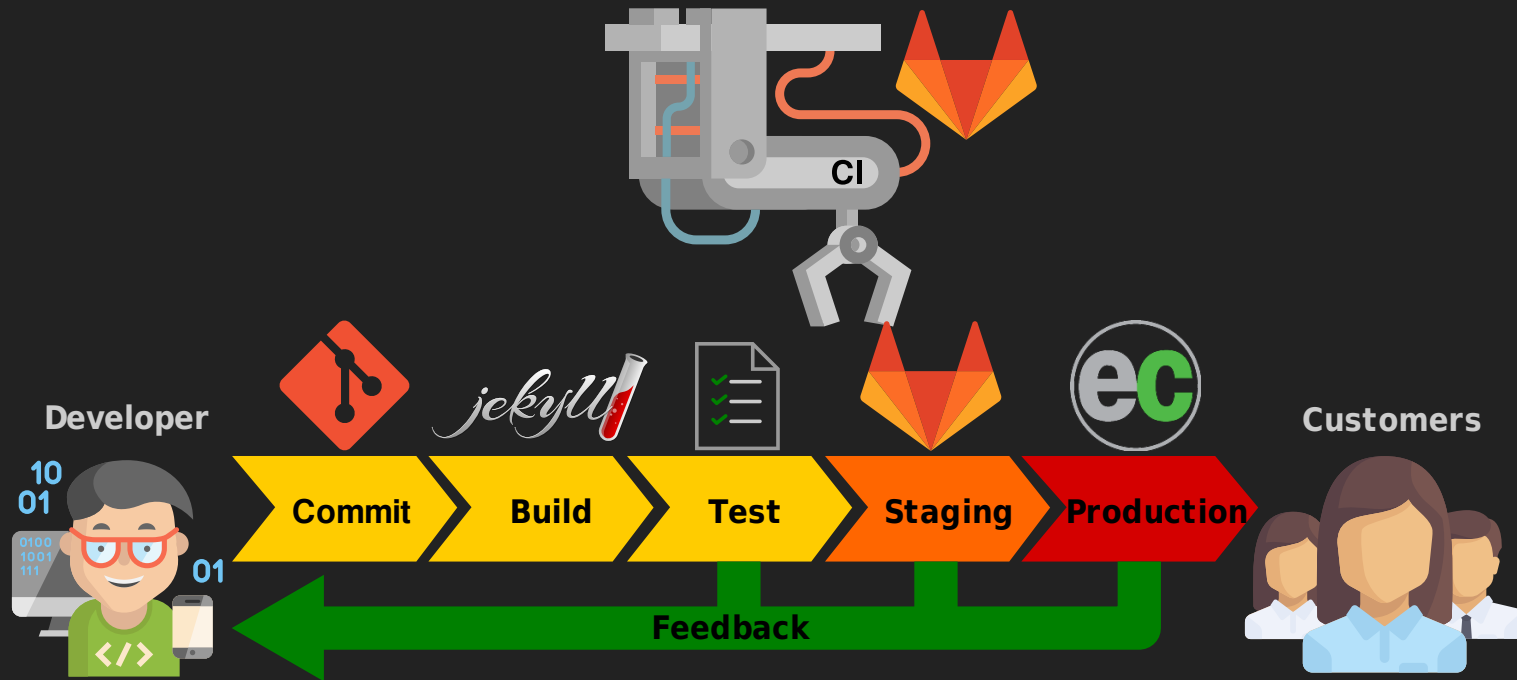 CI
jekyll
ec
Developer
Customers
10
01
0100
1001
111
01
</>
Commit
Build
Test
Staging
Production
Feedback